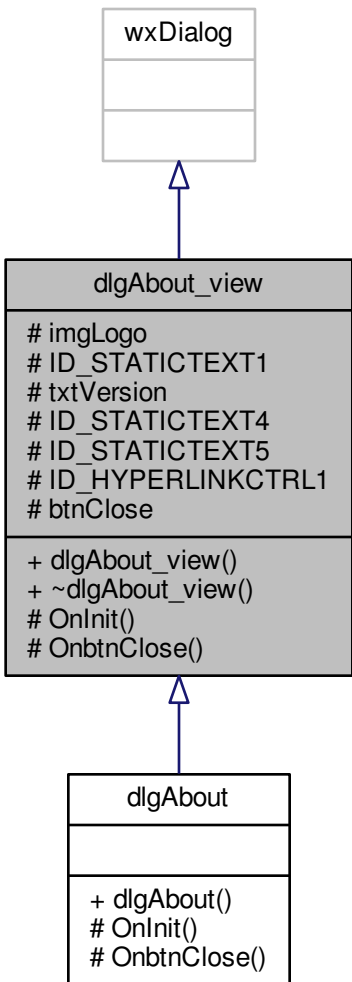 wxDialog
dlgAbout_view
# imgLogo
# ID_STATICTEXT1
# txtVersion
# ID_STATICTEXT4
# ID_STATICTEXT5
# ID_HYPERLINKCTRL1
# btnClose
+ dlgAbout_view()
+ ~dlgAbout_view()
# OnInit()
# OnbtnClose()
dlgAbout
+ dlgAbout()
# OnInit()
# OnbtnClose()